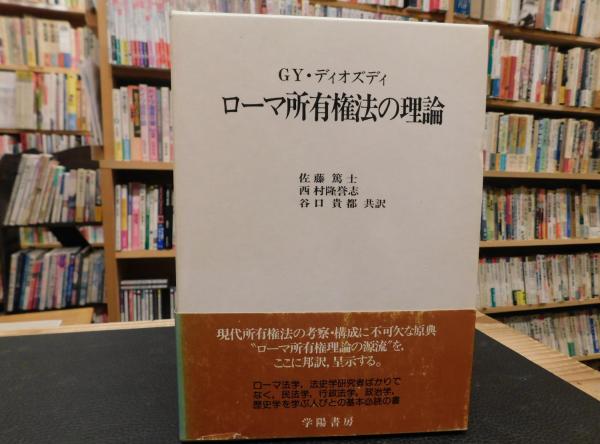 GY・ディオズディ
ローマ所有権法の理論
佐藤篤士
西村隆誉志
谷口貴都 共訳
現代所有権法の考察・構成に不可欠な原典
"ローマ所有権理論の源流"を,
ここに邦訳,呈示する。
ローマ法学,法史学研究者ばかりで
なく,民法学,行政法学,政治学,
歴史学を学ぶ人びとの基本必読の書
学陽書房